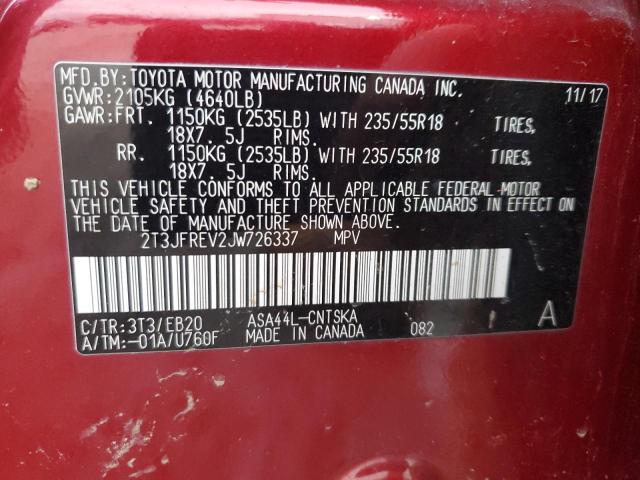 MFD.BY:TOYOTA MOTOR MANUFACTURING CANADA INC. 11/17
GVWR:2105KG (4640LB)
GAWR:FRT. 1150KG (2535LB) WITH 235/55R18 TIRES,
18X7.5J RIMS.
RR. 1150KG (2535LB) WITH 235/55R18 TIRES,
18X7.5J RIMS.
THIS VEHICLE CONFORMS TO ALL APPLICABLE FEDERAL MOTOR
VEHICLE SAFETY AND THEFT PREVENTION STANDARDS IN EFFECT ON
THE DATE OF MANUFACTURE SHOWN ABOVE.
2T3JFREV2JW726337 MPV
C/TR:3T3/EB20 ASA44L-CNTSKA A
A/TM:-01A/U760F MADE IN CANADA 082